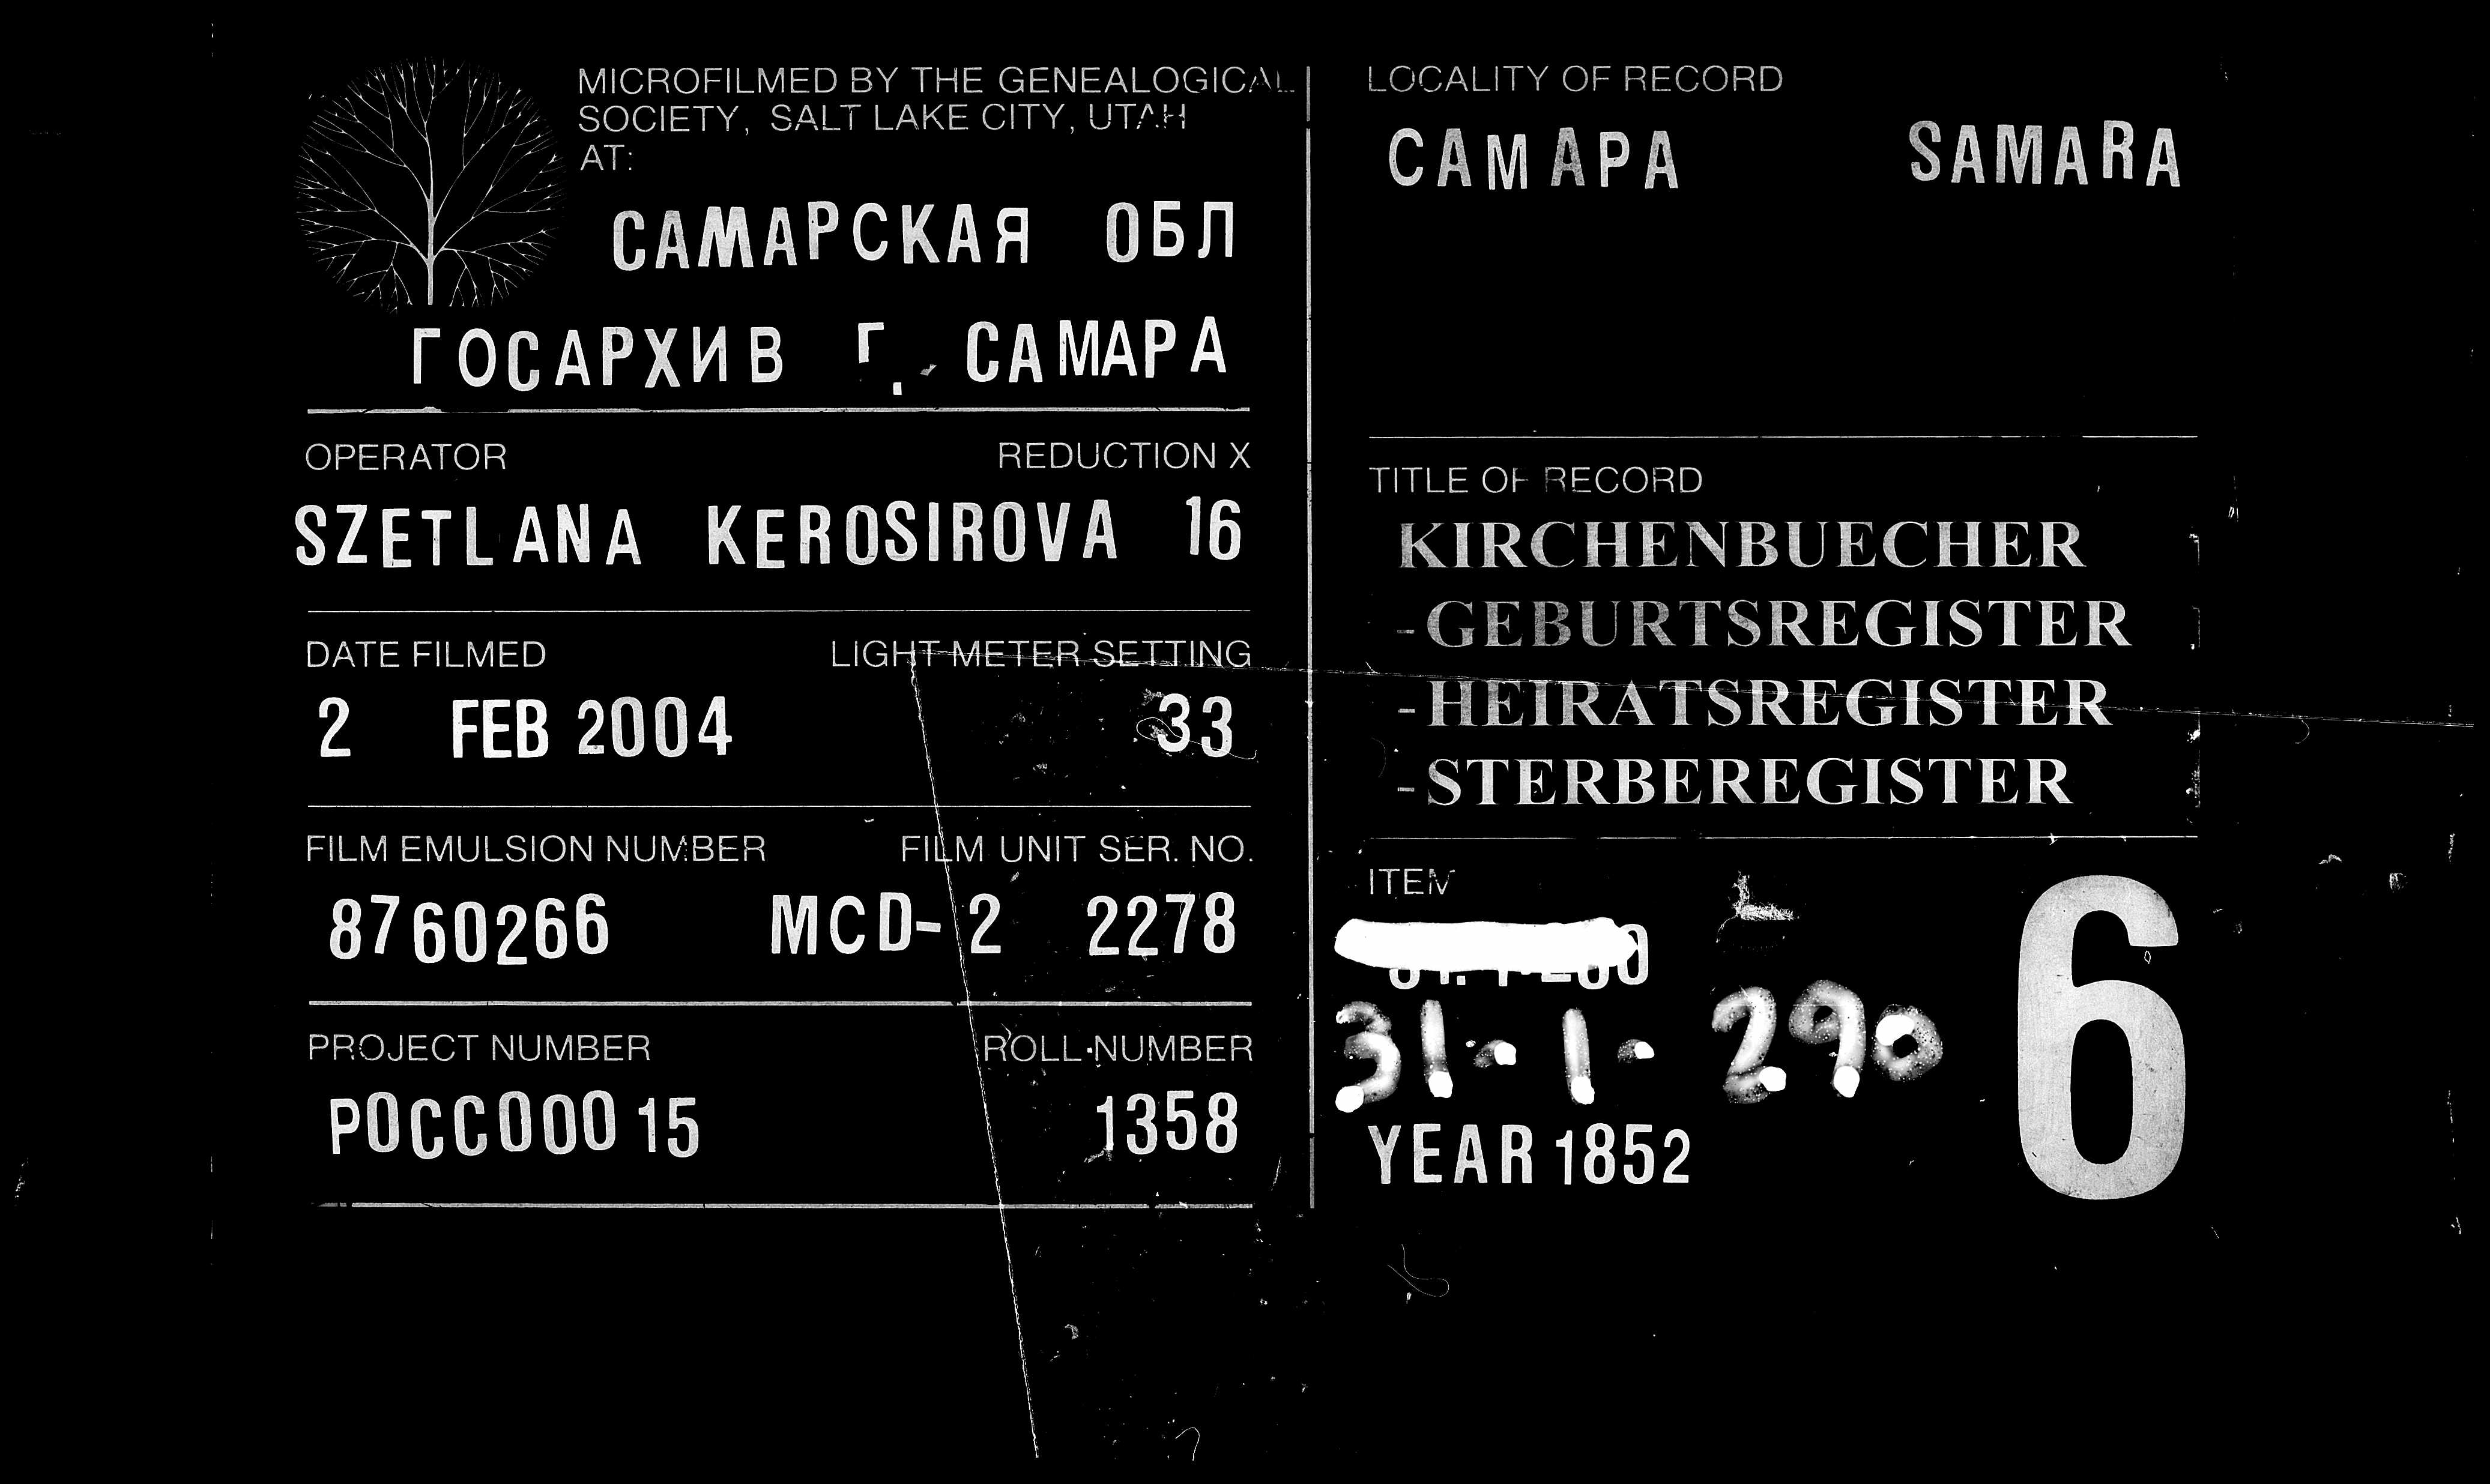 MICROFILMED BY THE GENEALOGICAL
SOCIETY, SALT LAKE CITY, UTAH
AT:
САМАРСКАЯ ОБЛ
ГОСАРХИВ Г. САМАРА
OPERATOR REDUCTION X
SZETLANA KEROSIROVA 16
DATE FILMED LIGHT METER SETTING
2 FEB 2004 33
FILM EMULSION NUMBER FILM UNIT SER. NO.
8760266 MCD-2 2278
PROJECT NUMBER ROLL NUMBER
РОСС00015 1358
LOCALITY OF RECORD
САМАРА SAMARA
TITLE OF RECORD
KIRCHENBUECHER
-GEBURTSREGISTER
-HEIRATSREGISTER
-STERBEREGISTER
ITEM
6
31.1.290
YEAR 1852